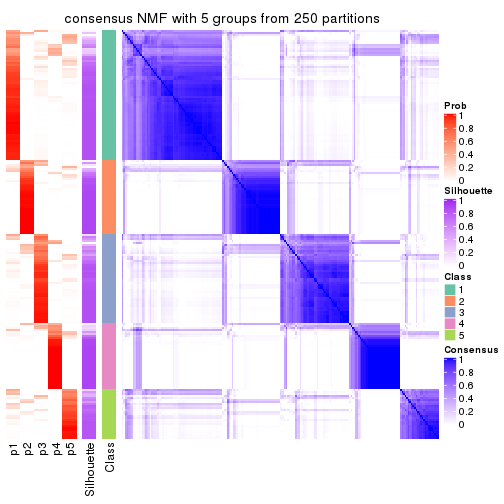 consensus NMF with 5 groups from 250 partitions
Prob
1
0.8
0.6
0.4
0.2
0
Silhouette
1
0.8
0.6
0.4
0.2
0
Class
1
2
3
4
5
Consensus
1
0.8
0.6
0.4
0.2
0
p1
p2
p3
p4
p5
Silhouette
Class